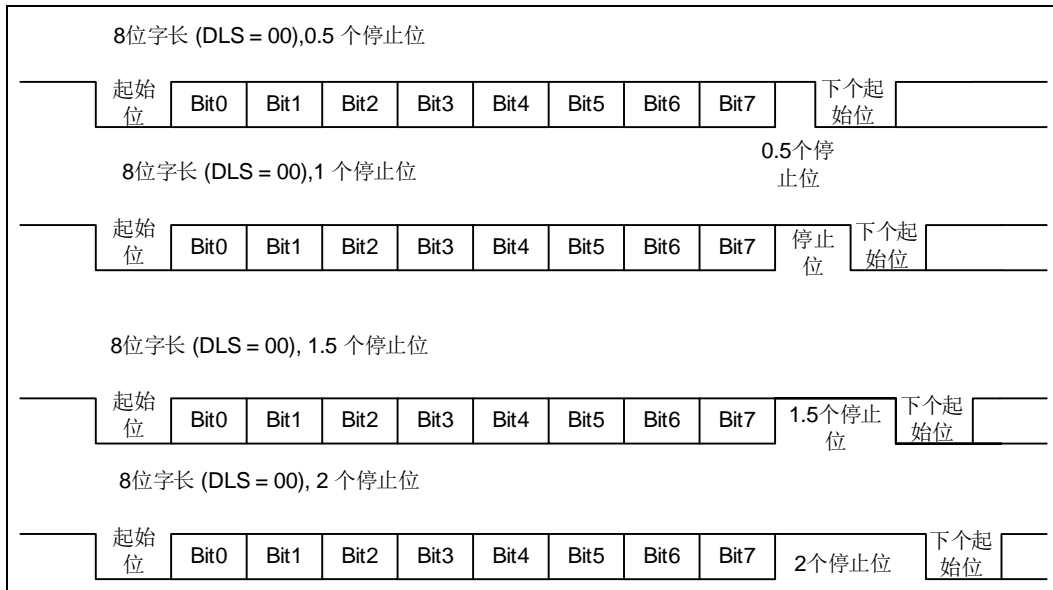 8位字长 (DLS = 00),0.5 个停止位
起始
位
Bit0 Bit1 Bit2 Bit3 Bit4 Bit5 Bit6 Bit7
下个起
始位
0.5个停
止位
8位字长 (DLS = 00),1 个停止位
起始
位
Bit0 Bit1 Bit2 Bit3 Bit4 Bit5 Bit6 Bit7
停止
位
下个起
始位
8位字长 (DLS = 00), 1.5 个停止位
起始
位
Bit0 Bit1 Bit2 Bit3 Bit4 Bit5 Bit6 Bit7
1.5个停止
位
下个起
始位
8位字长 (DLS = 00), 2 个停止位
起始
位
Bit0 Bit1 Bit2 Bit3 Bit4 Bit5 Bit6 Bit7
2个停止位
下个起
始位